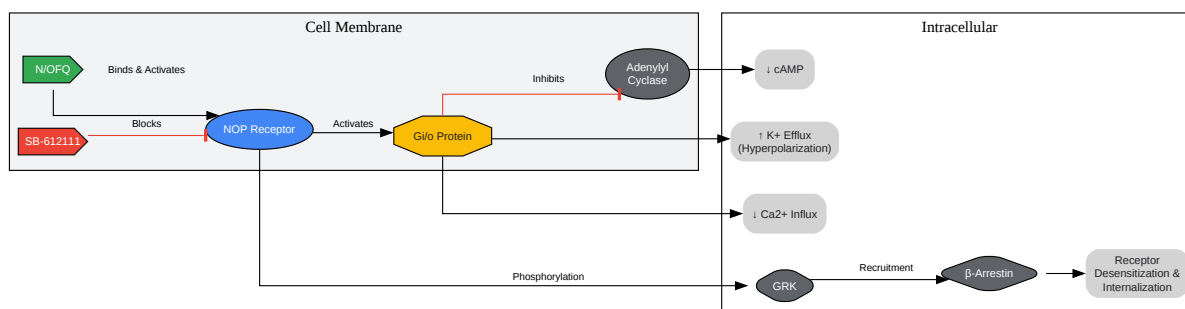 Cell Membrane
Intracellular
N/OFQ
Binds & Activates
Adenylyl
Cyclase
Inhibits
↓ cAMP
SB-612111
Blocks
NOP Receptor
Activates
Gi/o Protein
↑ K+ Efflux
(Hyperpolarization)
↓ Ca2+ Influx
Phosphorylation
GRK
Recruitment
β-Arrestin
Receptor
Desensitization &
Internalization